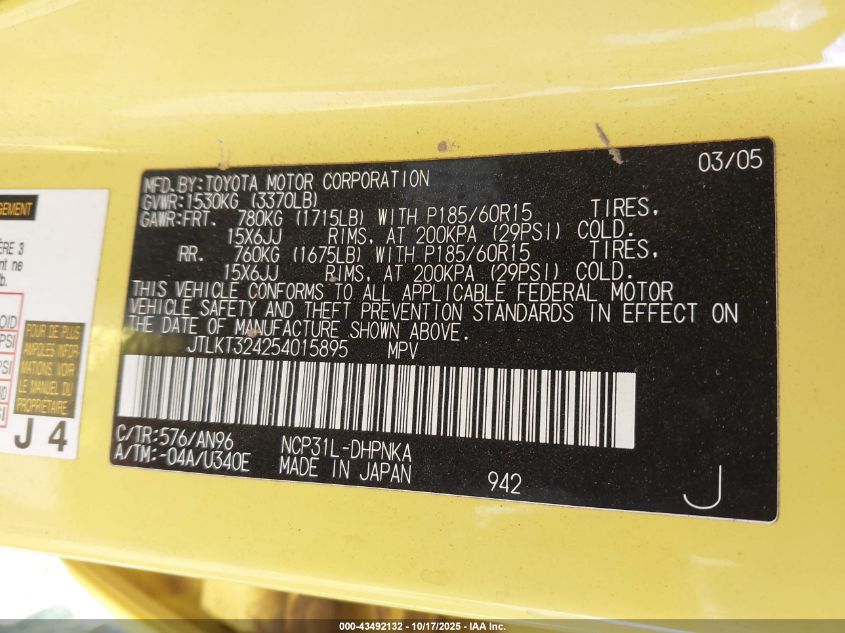 03/05
MFD.BY:TOYOTA MOTOR CORPORATION
GVWR:1530KG (3370LB)
GAWR:FRT. 780KG (1715LB) WITH P185/60R15 TIRES,
15X6JJ RIMS, AT 200KPA (29PSI) COLD.
RR. 760KG (1675LB) WITH P185/60R15 TIRES,
15X6JJ RIMS, AT 200KPA (29PSI) COLD.
THIS VEHICLE CONFORMS TO ALL APPLICABLE FEDERAL MOTOR
VEHICLE SAFETY AND THEFT PREVENTION STANDARDS IN EFFECT ON
THE DATE OF MANUFACTURE SHOWN ABOVE.
JTLKT324254015895 MPV
C/TR:576/AN96 NCP31L-DHPNKA
A/TM:-04A/U340E MADE IN JAPAN
942
J
POUR DE PLUS
AMPLES INFOR-
MATIONS, VOIR
LE MANUEL DU
PROPRIÉTAIRE
J 4
000-43492132 - 10/17/2025 - IAA Inc.